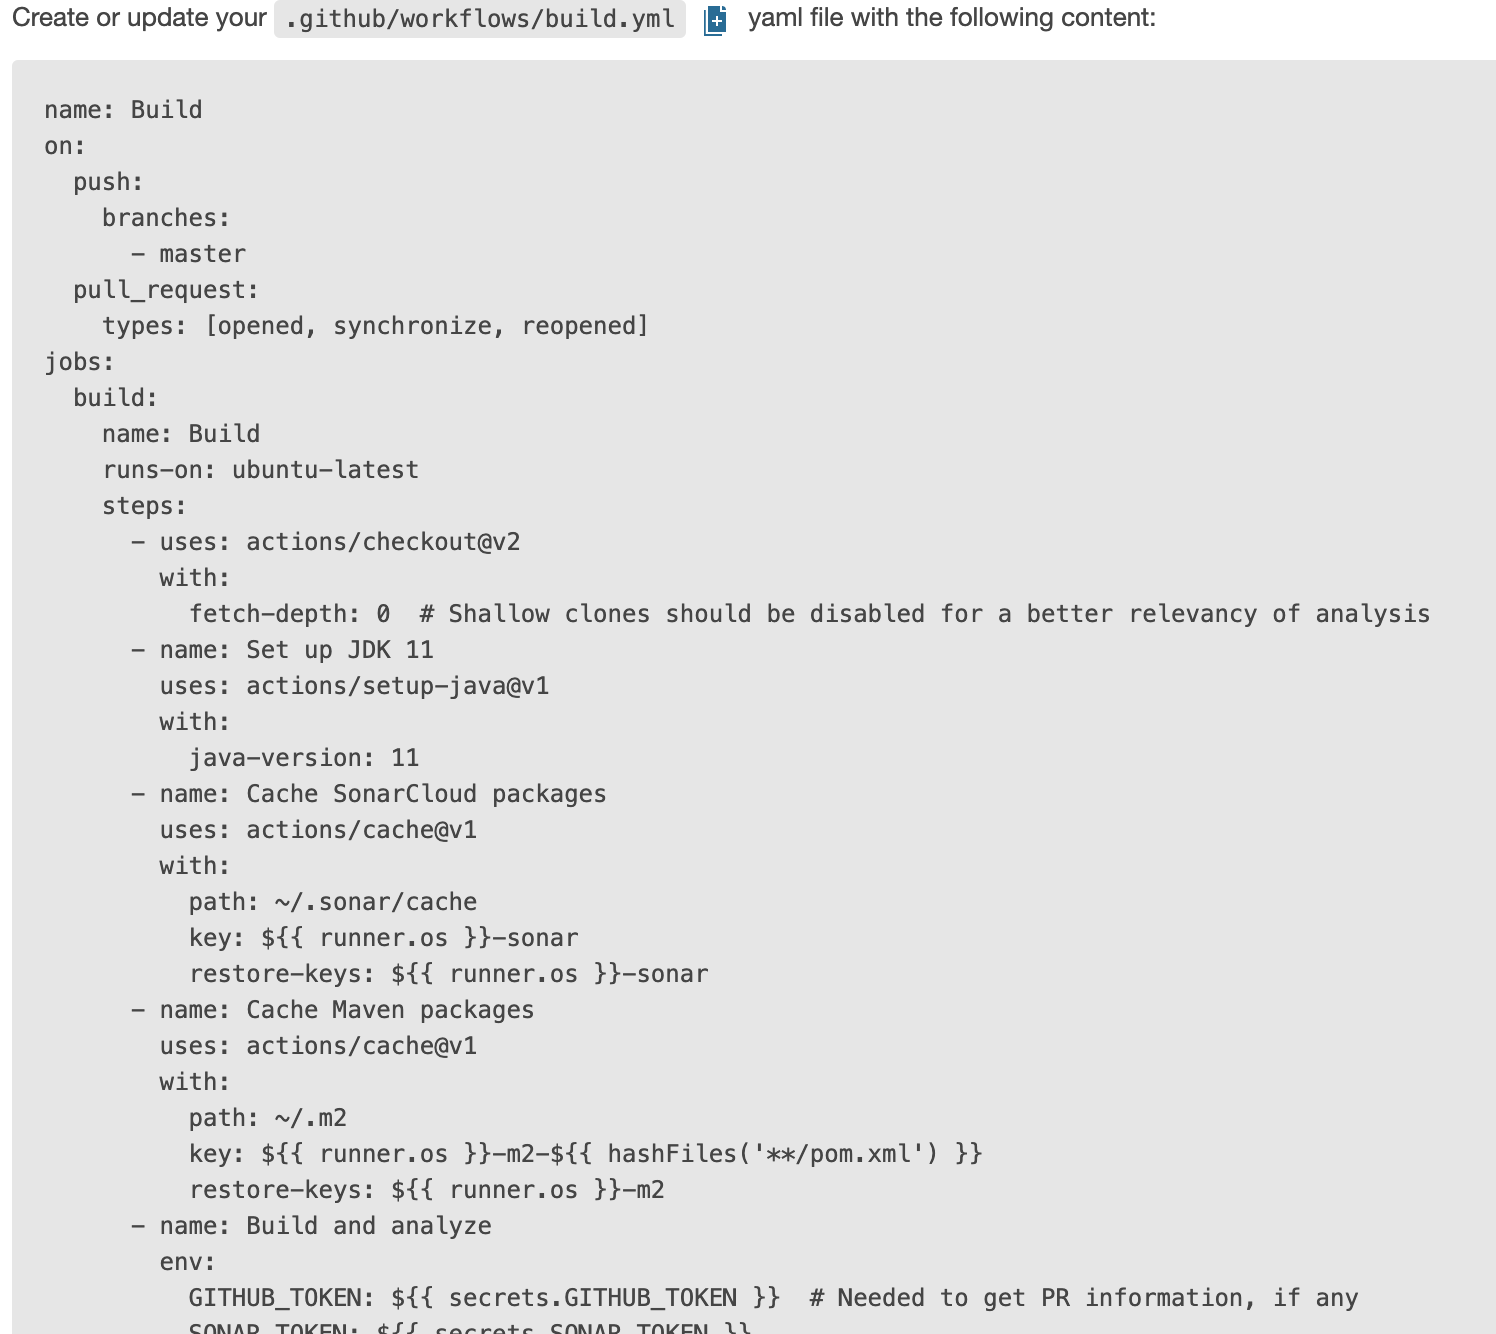 Create or update your .github/workflows/build.yml yaml file with the following content:
name: Build
on:
  push:
    branches:
      - master
  pull_request:
    types: [opened, synchronize, reopened]
jobs:
  build:
    name: Build
    runs-on: ubuntu-latest
    steps:
      - uses: actions/checkout@v2
        with:
          fetch-depth: 0  # Shallow clones should be disabled for a better relevancy of analysis
      - name: Set up JDK 11
        uses: actions/setup-java@v1
        with:
          java-version: 11
      - name: Cache SonarCloud packages
        uses: actions/cache@v1
        with:
          path: ~/.sonar/cache
          key: ${{ runner.os }}-sonar
          restore-keys: ${{ runner.os }}-sonar
      - name: Cache Maven packages
        uses: actions/cache@v1
        with:
          path: ~/.m2
          key: ${{ runner.os }}-m2-${{ hashFiles('**/pom.xml') }}
          restore-keys: ${{ runner.os }}-m2
      - name: Build and analyze
        env:
          GITHUB_TOKEN: ${{ secrets.GITHUB_TOKEN }}  # Needed to get PR information, if any
          SONAR_TOKEN: ${{ secrets.SONAR_TOKEN }}